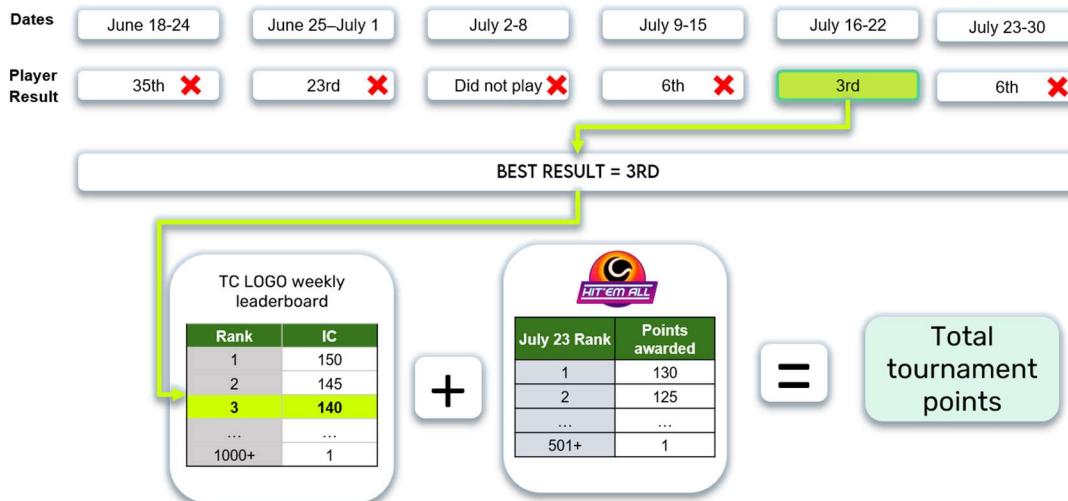 Dates
June 18-24
June 25–July 1
July 2-8
July 9-15
July 16-22
July 23-30
Player
Result
35th
23rd
Did not play
6th
3rd
6th
BEST RESULT = 3RD
TC LOGO weekly
leaderboard
Rank IC
1 150
2 145
3 140
... ...
1000+ 1
+
HIT'EM ALL
July 23 Rank Points
awarded
1 130
2 125
... ...
501+ 1
=
Total
tournament
points